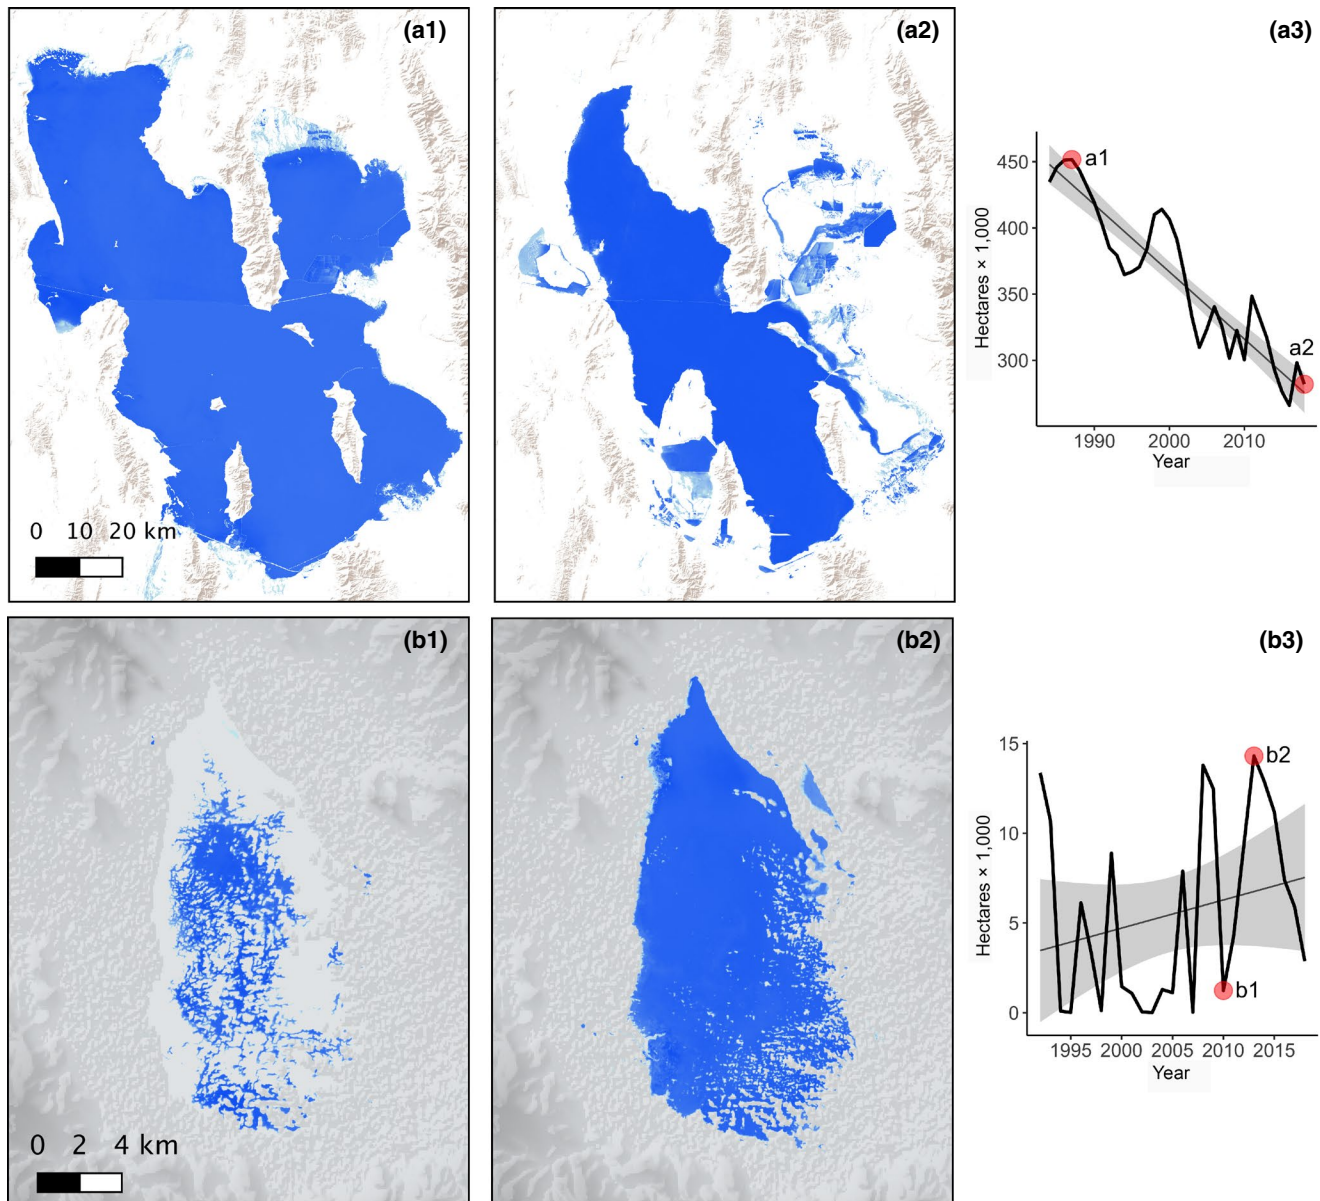 (a1)
0 10 20 km
(a2)
(a3)
Hectares × 1,000
450
400
350
300
a1
a2
1990 2000 2010
Year
(b1)
0 2 4 km
(b2)
(b3)
Hectares × 1,000
15
10
5
0
b2
b1
1995 2000 2005 2010 2015
Year